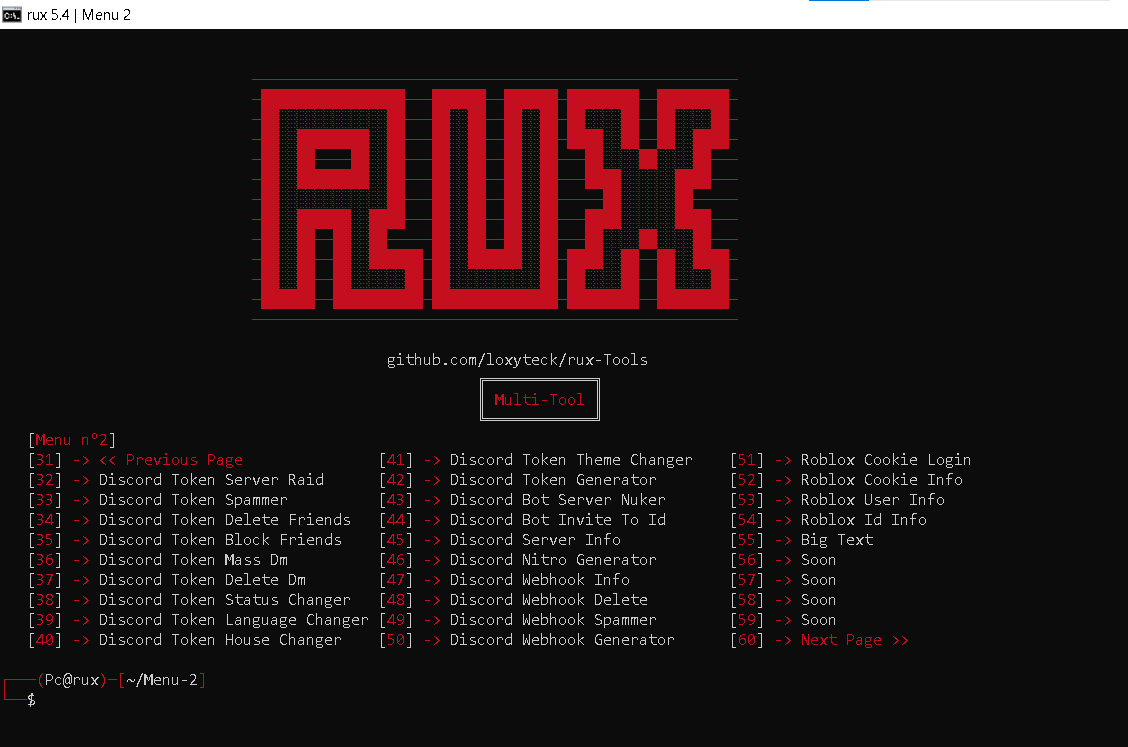 rux 5.4 | Menu 2
RUX
github.com/loxyteck/rux-Tools
Multi-Tool
[Menu n°2]
[31] -> << Previous Page [41] -> Discord Token Theme Changer [51] -> Roblox Cookie Login
[32] -> Discord Token Server Raid [42] -> Discord Token Generator [52] -> Roblox Cookie Info
[33] -> Discord Token Spammer [43] -> Discord Bot Server Nuker [53] -> Roblox User Info
[34] -> Discord Token Delete Friends [44] -> Discord Bot Invite To Id [54] -> Roblox Id Info
[35] -> Discord Token Block Friends [45] -> Discord Server Info [55] -> Big Text
[36] -> Discord Token Mass Dm [46] -> Discord Nitro Generator [56] -> Soon
[37] -> Discord Token Delete Dm [47] -> Discord Webhook Info [57] -> Soon
[38] -> Discord Token Status Changer [48] -> Discord Webhook Delete [58] -> Soon
[39] -> Discord Token Language Changer [49] -> Discord Webhook Spammer [59] -> Soon
[40] -> Discord Token House Changer [50] -> Discord Webhook Generator [60] -> Next Page >>
(Pc@rux)-[~/Menu-2]
$